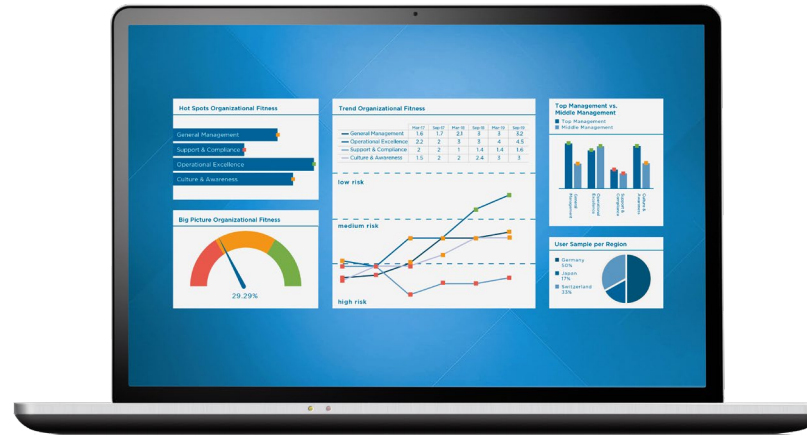 Hot Spots Organizational Fitness
General Management
Support & Compliance
Operational Excellence
Culture & Awareness
Big Picture Organizational Fitness
29.29%
Trend Organizational Fitness
Mar-17 Sep-17 Mar-18 Sep-18 Mar-19 Sep-19
General Management 1.6 1.7 2.1 3 3 3.2
Operational Excellence 2.2 2 3 3 4 4.5
Support & Compliance 2 2 1 1.4 1.4 1.6
Culture & Awareness 1.5 2 2 2.4 3 3
low risk
medium risk
high risk
Top Management vs.
Middle Management
Top Management
Middle Management
General
Management
Operational
Excellence
Support &
Compliance
Culture &
Awareness
User Sample per Region
Germany
50%
Japan
17%
Switzerland
33%